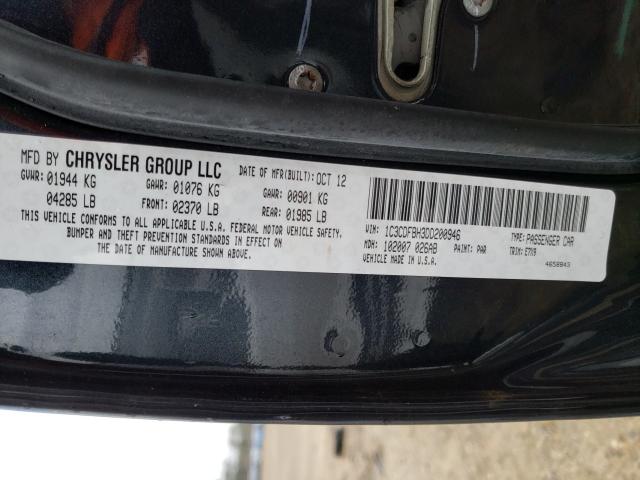 MFD BY CHRYSLER GROUP LLC DATE OF MFR(BUILT): OCT 12
GVWR: 01944 KG GAWR: 01076 KG GAWR: 00901 KG
04285 LB FRONT: 02370 LB REAR: 01985 LB
THIS VEHICLE CONFORMS TO ALL APPLICABLE U.S.A. FEDERAL MOTOR VEHICLE SAFETY,
BUMPER AND THEFT PREVENTION STANDARDS IN EFFECT ON
THE DATE OF MANUFACTURE SHOWN ABOVE.
VIN: 1C3CDFBH3DD200946 TYPE: PASSENGER CAR
MDH: 102007 026AB PAINT: PAR TRIM: E7X9
VEHICLE MADE IN U.S.A. 4658843